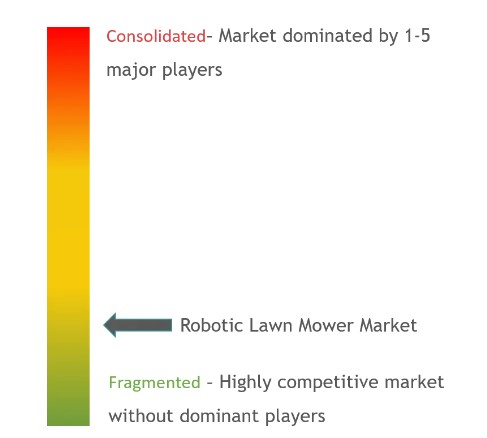 Consolidated– Market dominated by 1-5
major players
Robotic Lawn Mower Market
Fragmented – Highly competitive market
without dominant players